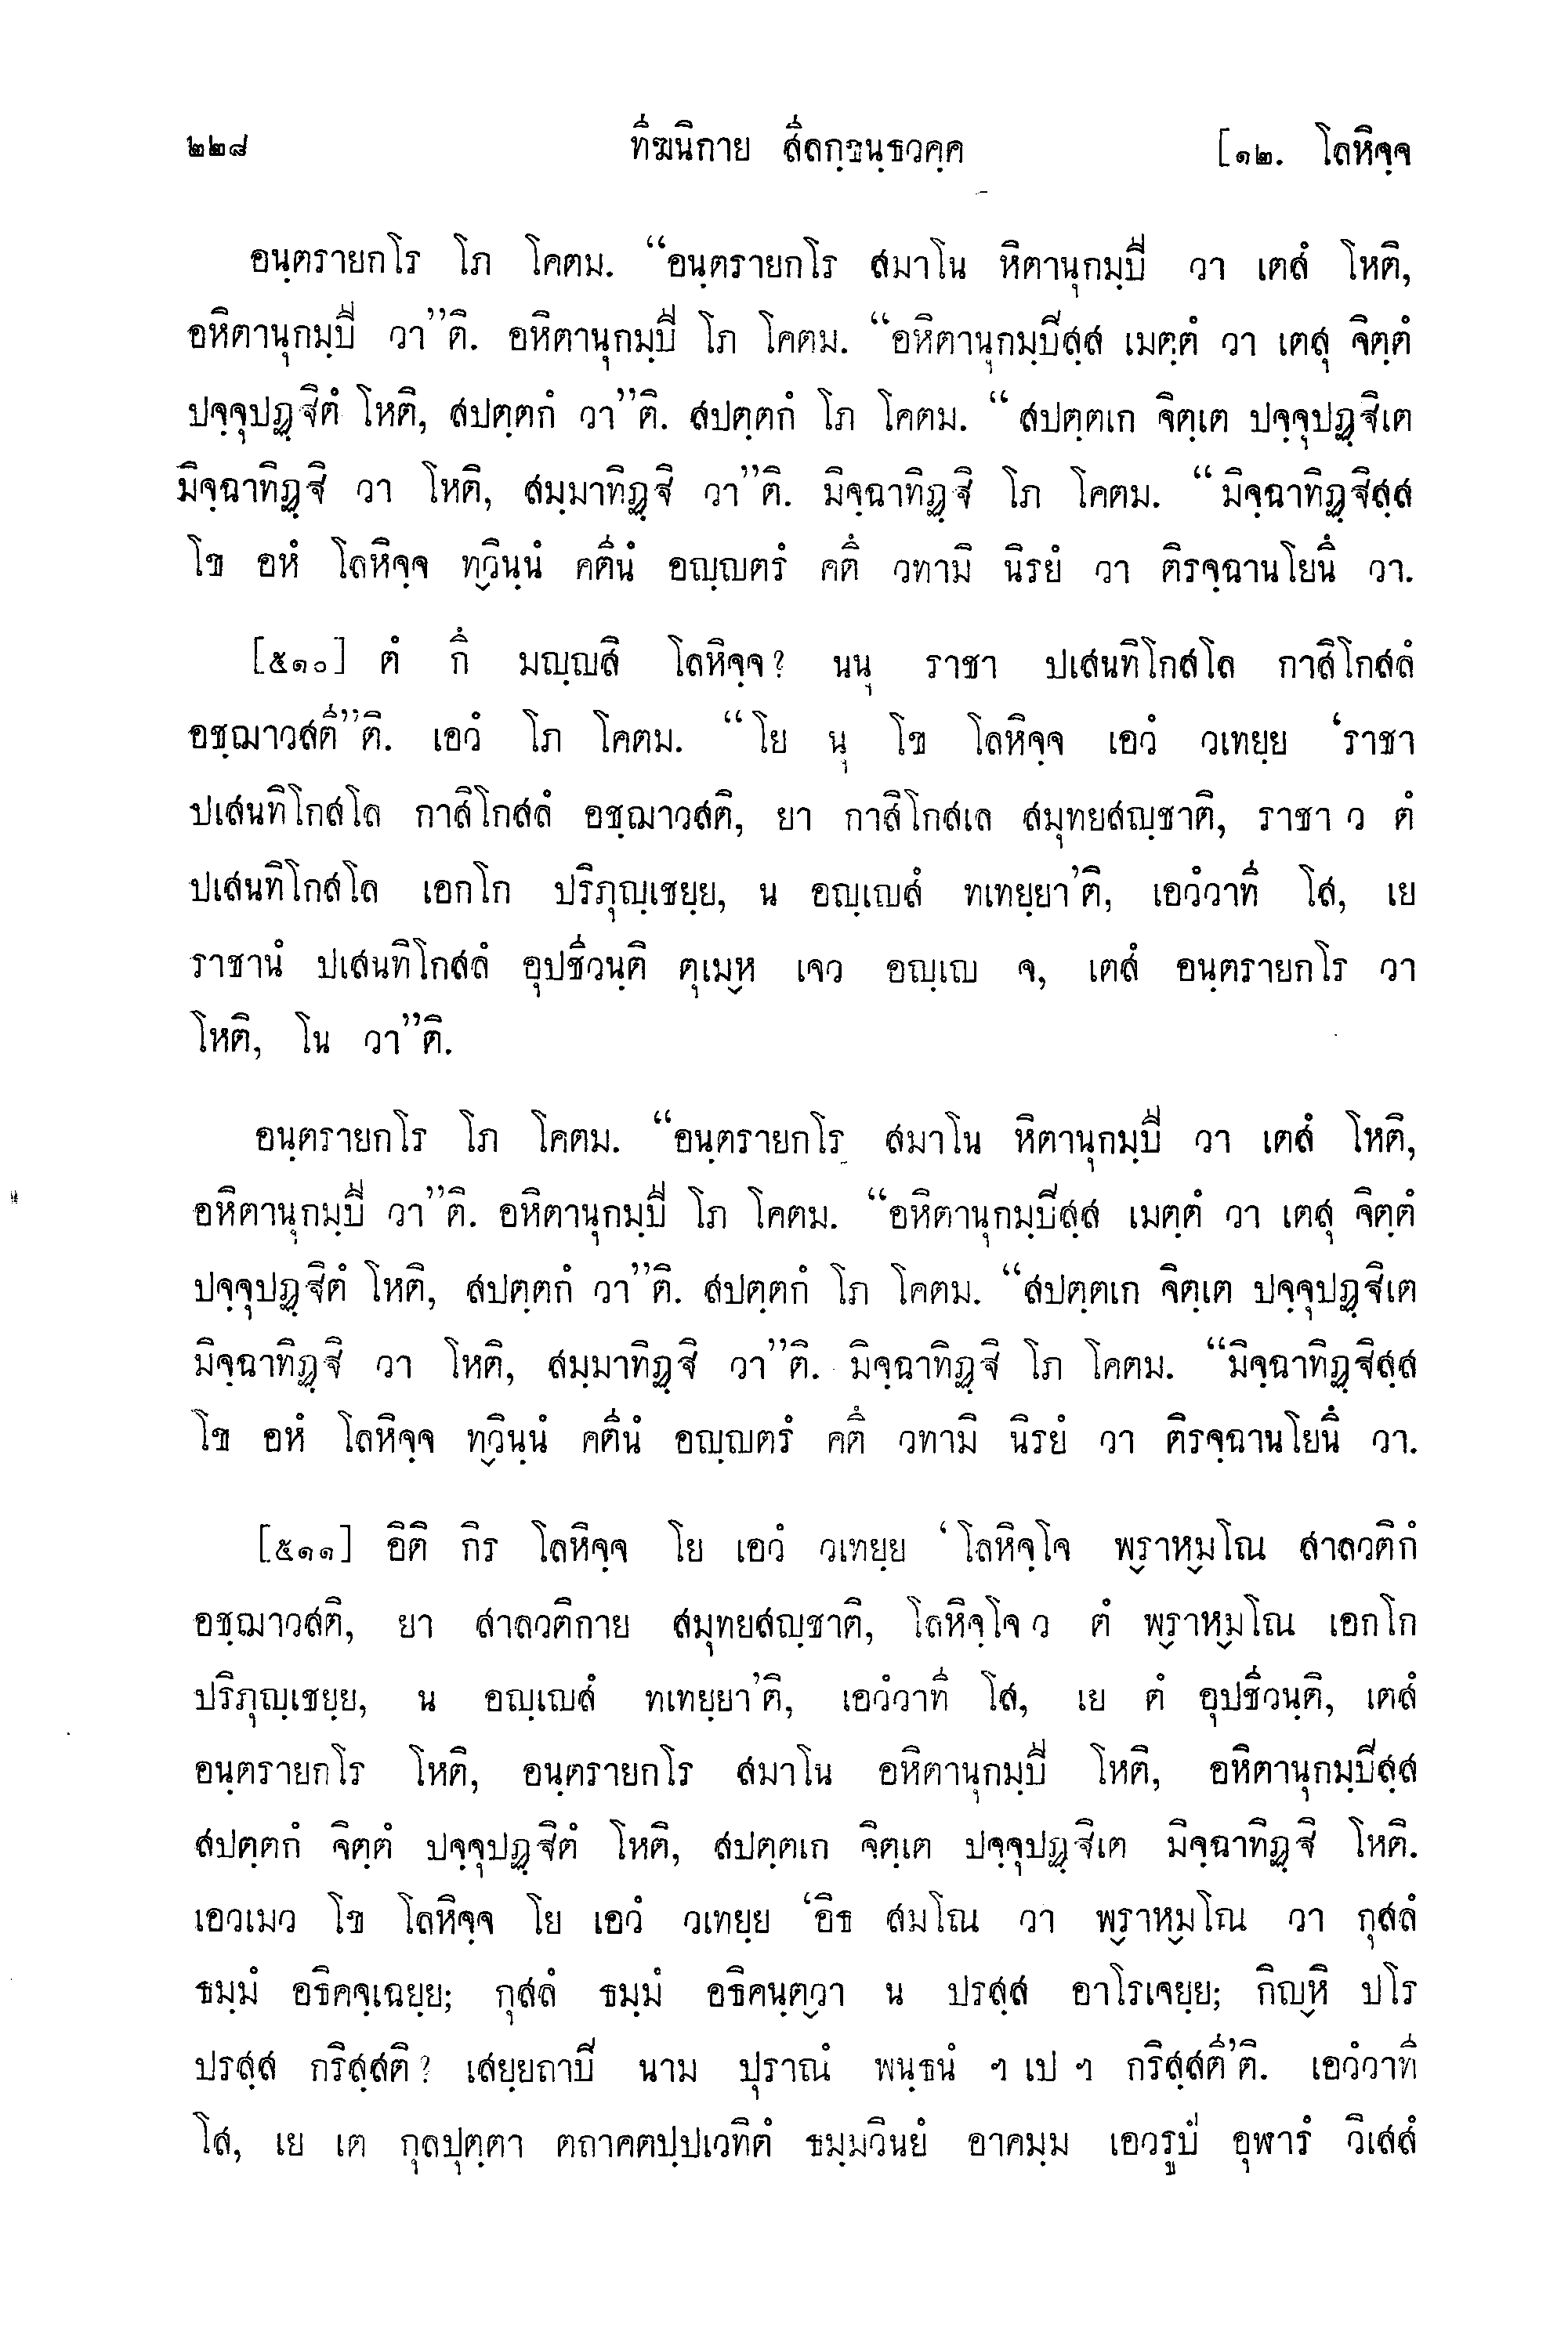 ๒๒๘ ทีฆนิกาย สีลกฺขนฺธวคฺค [๑๒. โลหิจฺจ
อนฺตรายกโร โภ โคตม. “อนฺตรายกโร สมาโน หิตานุกมฺปี วา เตสํ โหติ,
อหิตานุกมฺปี วา”ติ. อหิตานุกมฺปี โภ โคตม. “อหิตานุกมฺปีสฺส เมตฺตํ วา เตสุ จิตฺตํ
ปจฺจุปฏฺฐิตํ โหติ, สปตฺตกํ วา”ติ. สปตฺตกํ โภ โคตม. “สปตฺตเก จิตฺเต ปจฺจุปฏฺฐิเต
มิจฺฉาทิฏฺฐิ วา โหติ, สมฺมาทิฏฺฐิ วา”ติ. มิจฺฉาทิฏฺฐิ โภ โคตม. “มิจฺฉาทิฏฺฐิสฺส
โข อหํ โลหิจฺจ ทฺวินฺนํ คตีนํ อญฺญตรํ คตึ วทามิ นิรยํ วา ติรจฺฉานโยนึ วา.
[๕๑๐] ตํ กึ มญฺญสิ โลหิจฺจ? นนุ ราชา ปเสนทิโกสโล กาสิโกสลํ
อชฺฌาวสตี”ติ. เอวํ โภ โคตม. “โย นุ โข โลหิจฺจ เอวํ วเทยฺย ‘ราชา
ปเสนทิโกสโล กาสิโกสลํ อชฺฌาวสติ, ยา กาสิโกสเล สมุทยสญฺชาติ, ราชา ว ตํ
ปเสนทิโกสโล เอกโก ปริภุญฺเชยฺย, น อญฺเญสํ ทเทยฺยา’ติ, เอวํวาที โส, เย
ราชานํ ปเสนทิโกสลํ อุปชีวนฺติ ตุเมฺห เจว อญฺเญ จ, เตสํ อนฺตรายกโร วา
โหติ, โน วา”ติ.
อนฺตรายกโร โภ โคตม. “อนฺตรายกโร สมาโน หิตานุกมฺปี วา เตสํ โหติ,
อหิตานุกมฺปี วา”ติ. อหิตานุกมฺปี โภ โคตม. “อหิตานุกมฺปีสฺส เมตฺตํ วา เตสุ จิตฺตํ
ปจฺจุปฏฺฐิตํ โหติ, สปตฺตกํ วา”ติ. สปตฺตกํ โภ โคตม. “สปตฺตเก จิตฺเต ปจฺจุปฏฺฐิเต
มิจฺฉาทิฏฺฐิ วา โหติ, สมฺมาทิฏฺฐิ วา”ติ. มิจฺฉาทิฏฺฐิ โภ โคตม. “มิจฺฉาทิฏฺฐิสฺส
โข อหํ โลหิจฺจ ทฺวินฺนํ คตีนํ อญฺญตรํ คตึ วทามิ นิรยํ วา ติรจฺฉานโยนึ วา.
[๕๑๑] อิติ กิร โลหิจฺจ โย เอวํ วเทยฺย ‘โลหิจฺโจ พฺราหฺมโณ สาลวติกํ
อชฺฌาวสติ, ยา สาลวติกาย สมุทยสญฺชาติ, โลหิจฺโจ ว ตํ พฺราหฺมโณ เอกโก
ปริภุญฺเชยฺย, น อญฺเญสํ ทเทยฺยา’ติ, เอวํวาที โส, เย ตํ อุปชีวนฺติ, เตสํ
อนฺตรายกโร โหติ, อนฺตรายกโร สมาโน อหิตานุกมฺปี โหติ, อหิตานุกมฺปีสฺส
สปตฺตกํ จิตฺตํ ปจฺจุปฏฺฐิตํ โหติ, สปตฺตเก จิตฺเต ปจฺจุปฏฺฐิเต มิจฺฉาทิฏฺฐิ โหติ.
เอวเมว โข โลหิจฺจ โย เอวํ วเทยฺย ‘อิธ สมโณ วา พฺราหฺมโณ วา กุสลํ
ธมฺมํ อธิคจฺเฉยฺย; กุสลํ ธมฺมํ อธิคนฺตฺวา น ปรสฺส อาโรเจยฺย; กิญฺหิ ปโร
ปรสฺส กริสฺสติ? เสยฺยถาปิ นาม ปุราณํ พนฺธนํ ฯ เป ฯ กริสฺสตี’ติ. เอวํวาที
โส, เย เต กุลปุตฺตา ตถาคตปฺปเวทิตํ ธมฺมวินยํ อาคมฺม เอวรูปํ อุฬารํ วิเสสํ